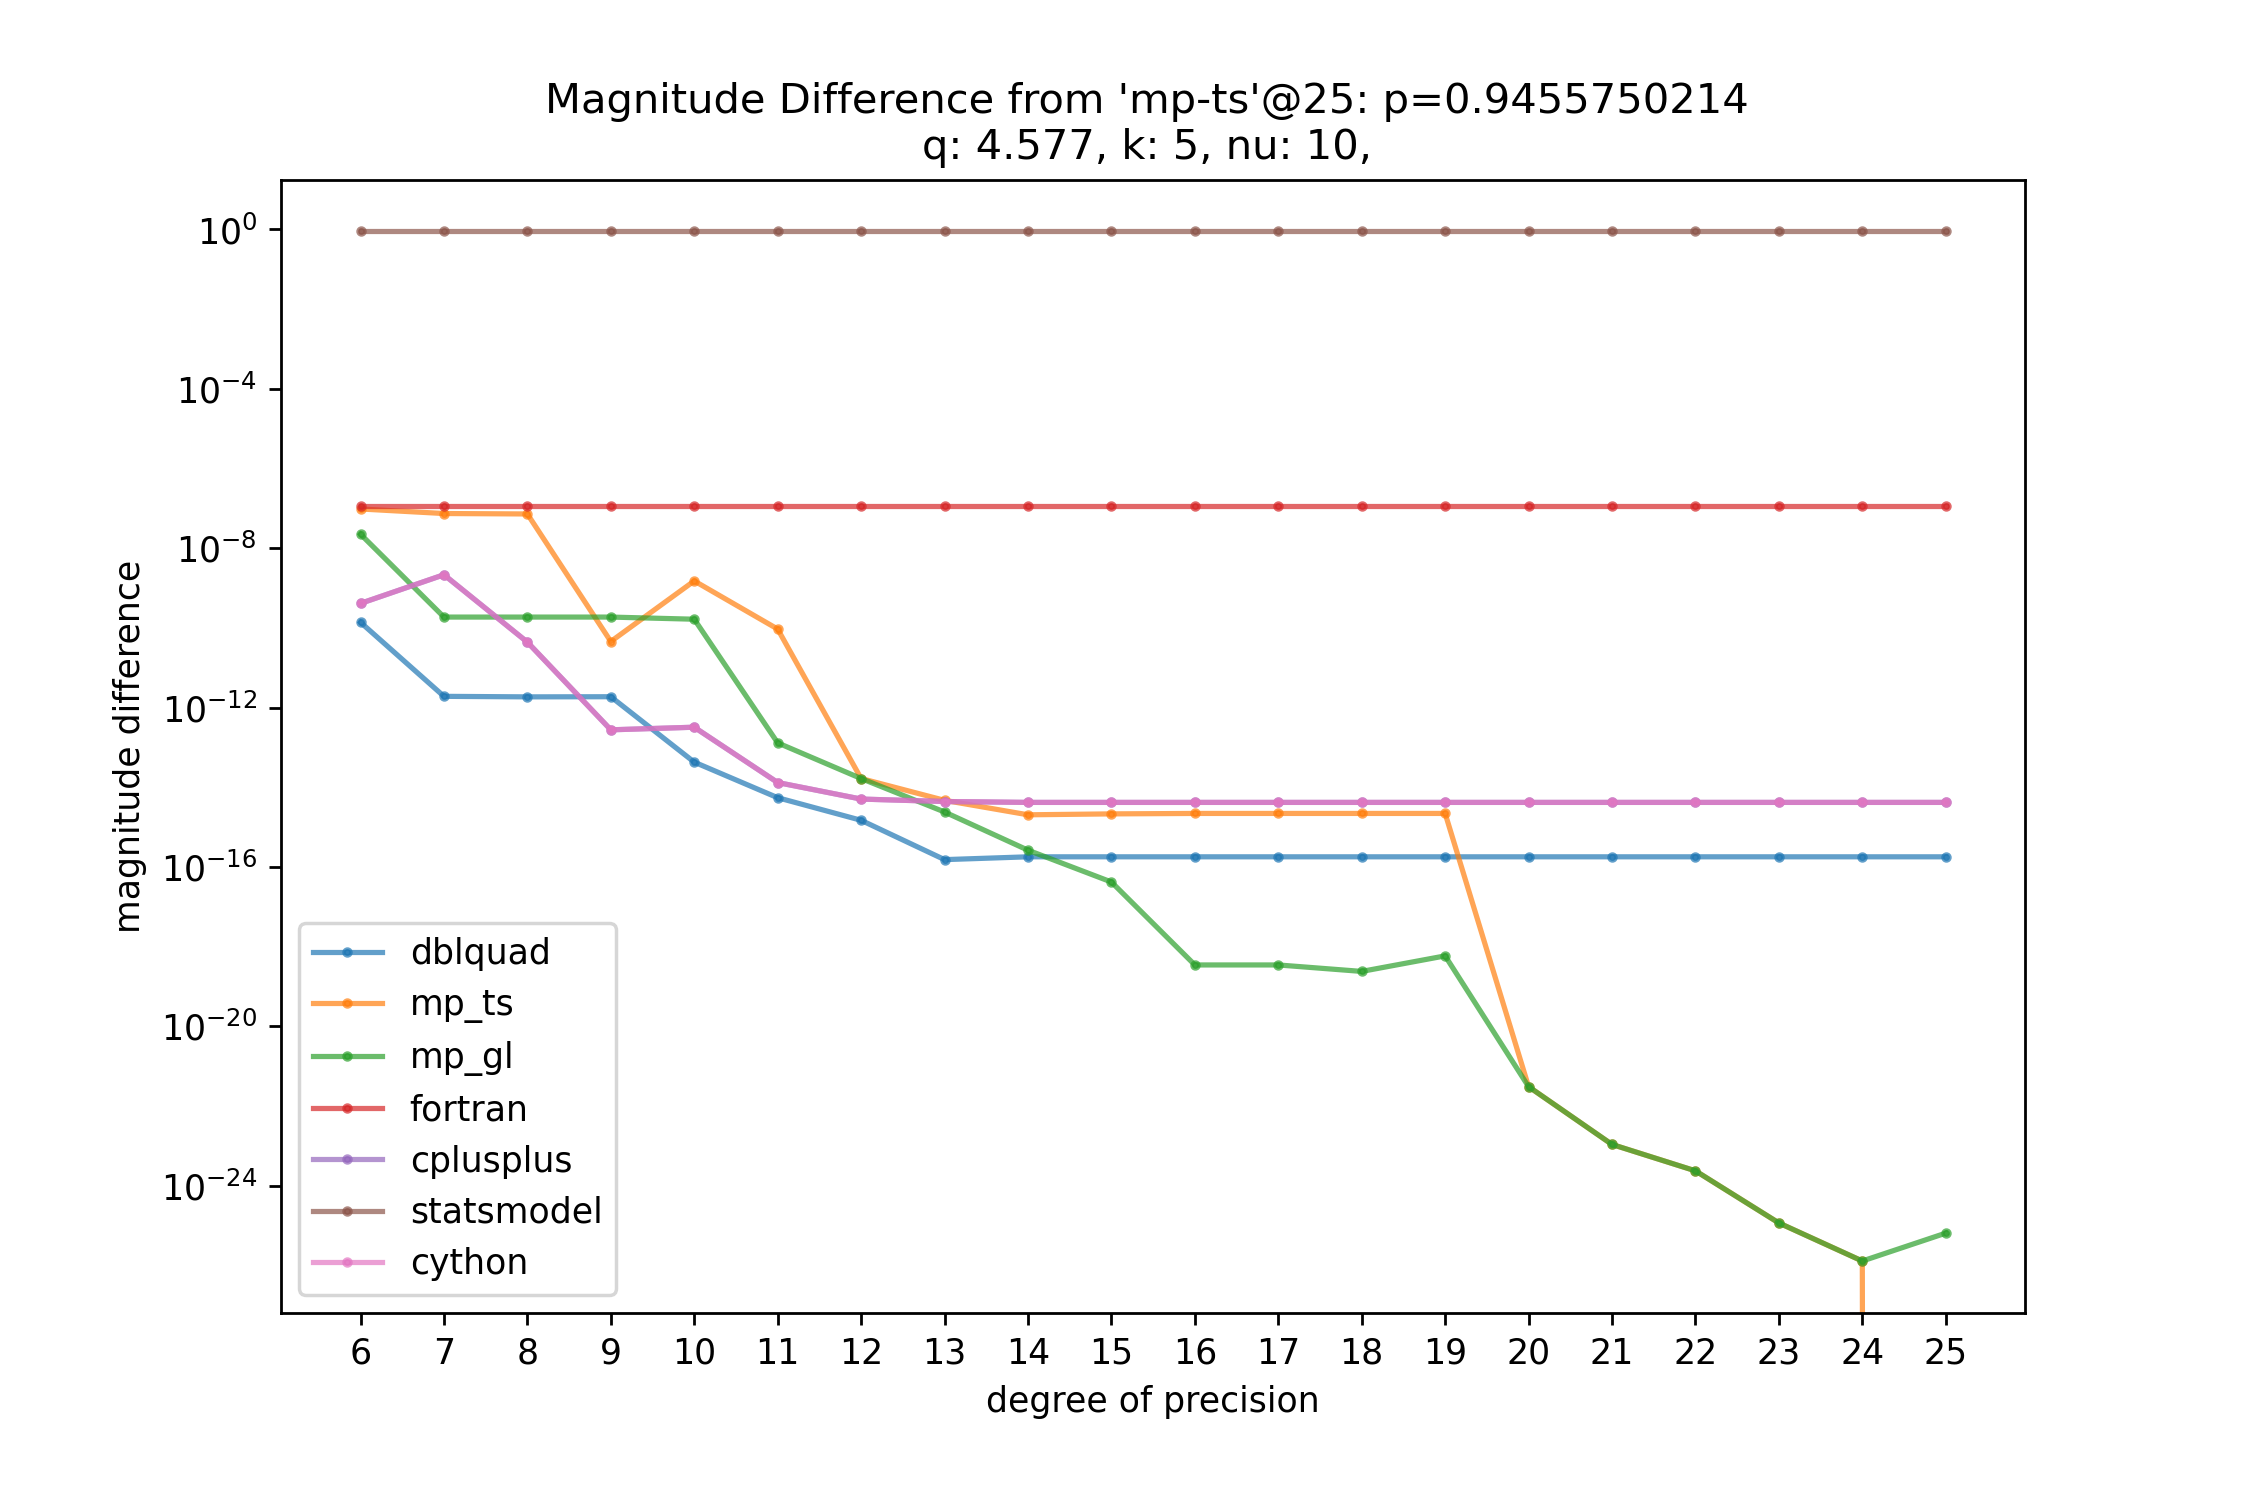 Magnitude Difference from 'mp-ts'@25: p=0.9455750214
q: 4.577, k: 5, nu: 10,
10⁰
10⁻⁴
10⁻⁸
10⁻¹²
10⁻¹⁶
10⁻²⁰
10⁻²⁴
magnitude difference
dblquad
mp_ts
mp_gl
fortran
cplusplus
statsmodel
cython
6 7 8 9 10 11 12 13 14 15 16 17 18 19 20 21 22 23 24 25
degree of precision